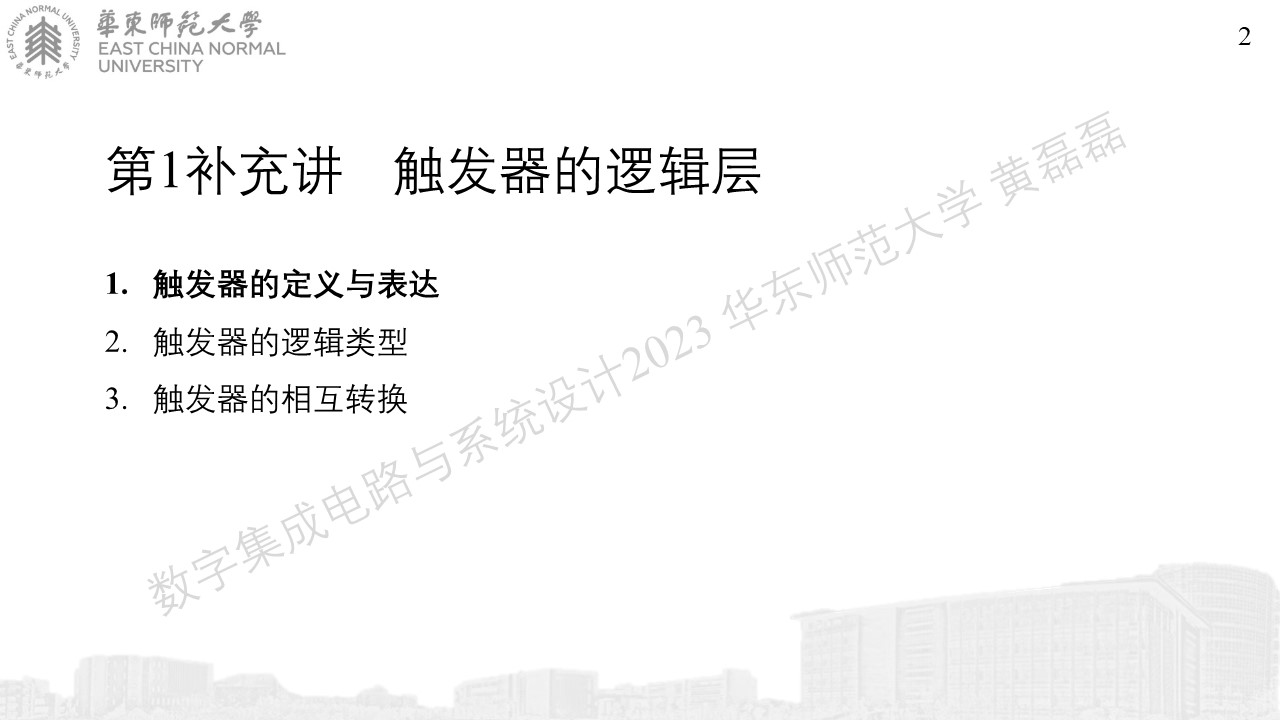 EAST CHINA NORMAL UNIVERSITY
華東師范大學
華東師范大學
EAST CHINA NORMAL
UNIVERSITY
2
第1补充讲 触发器的逻辑层
1. 触发器的定义与表达
2. 触发器的逻辑类型
3. 触发器的相互转换
数字集成电路与系统设计2023 华东师范大学 黄磊磊